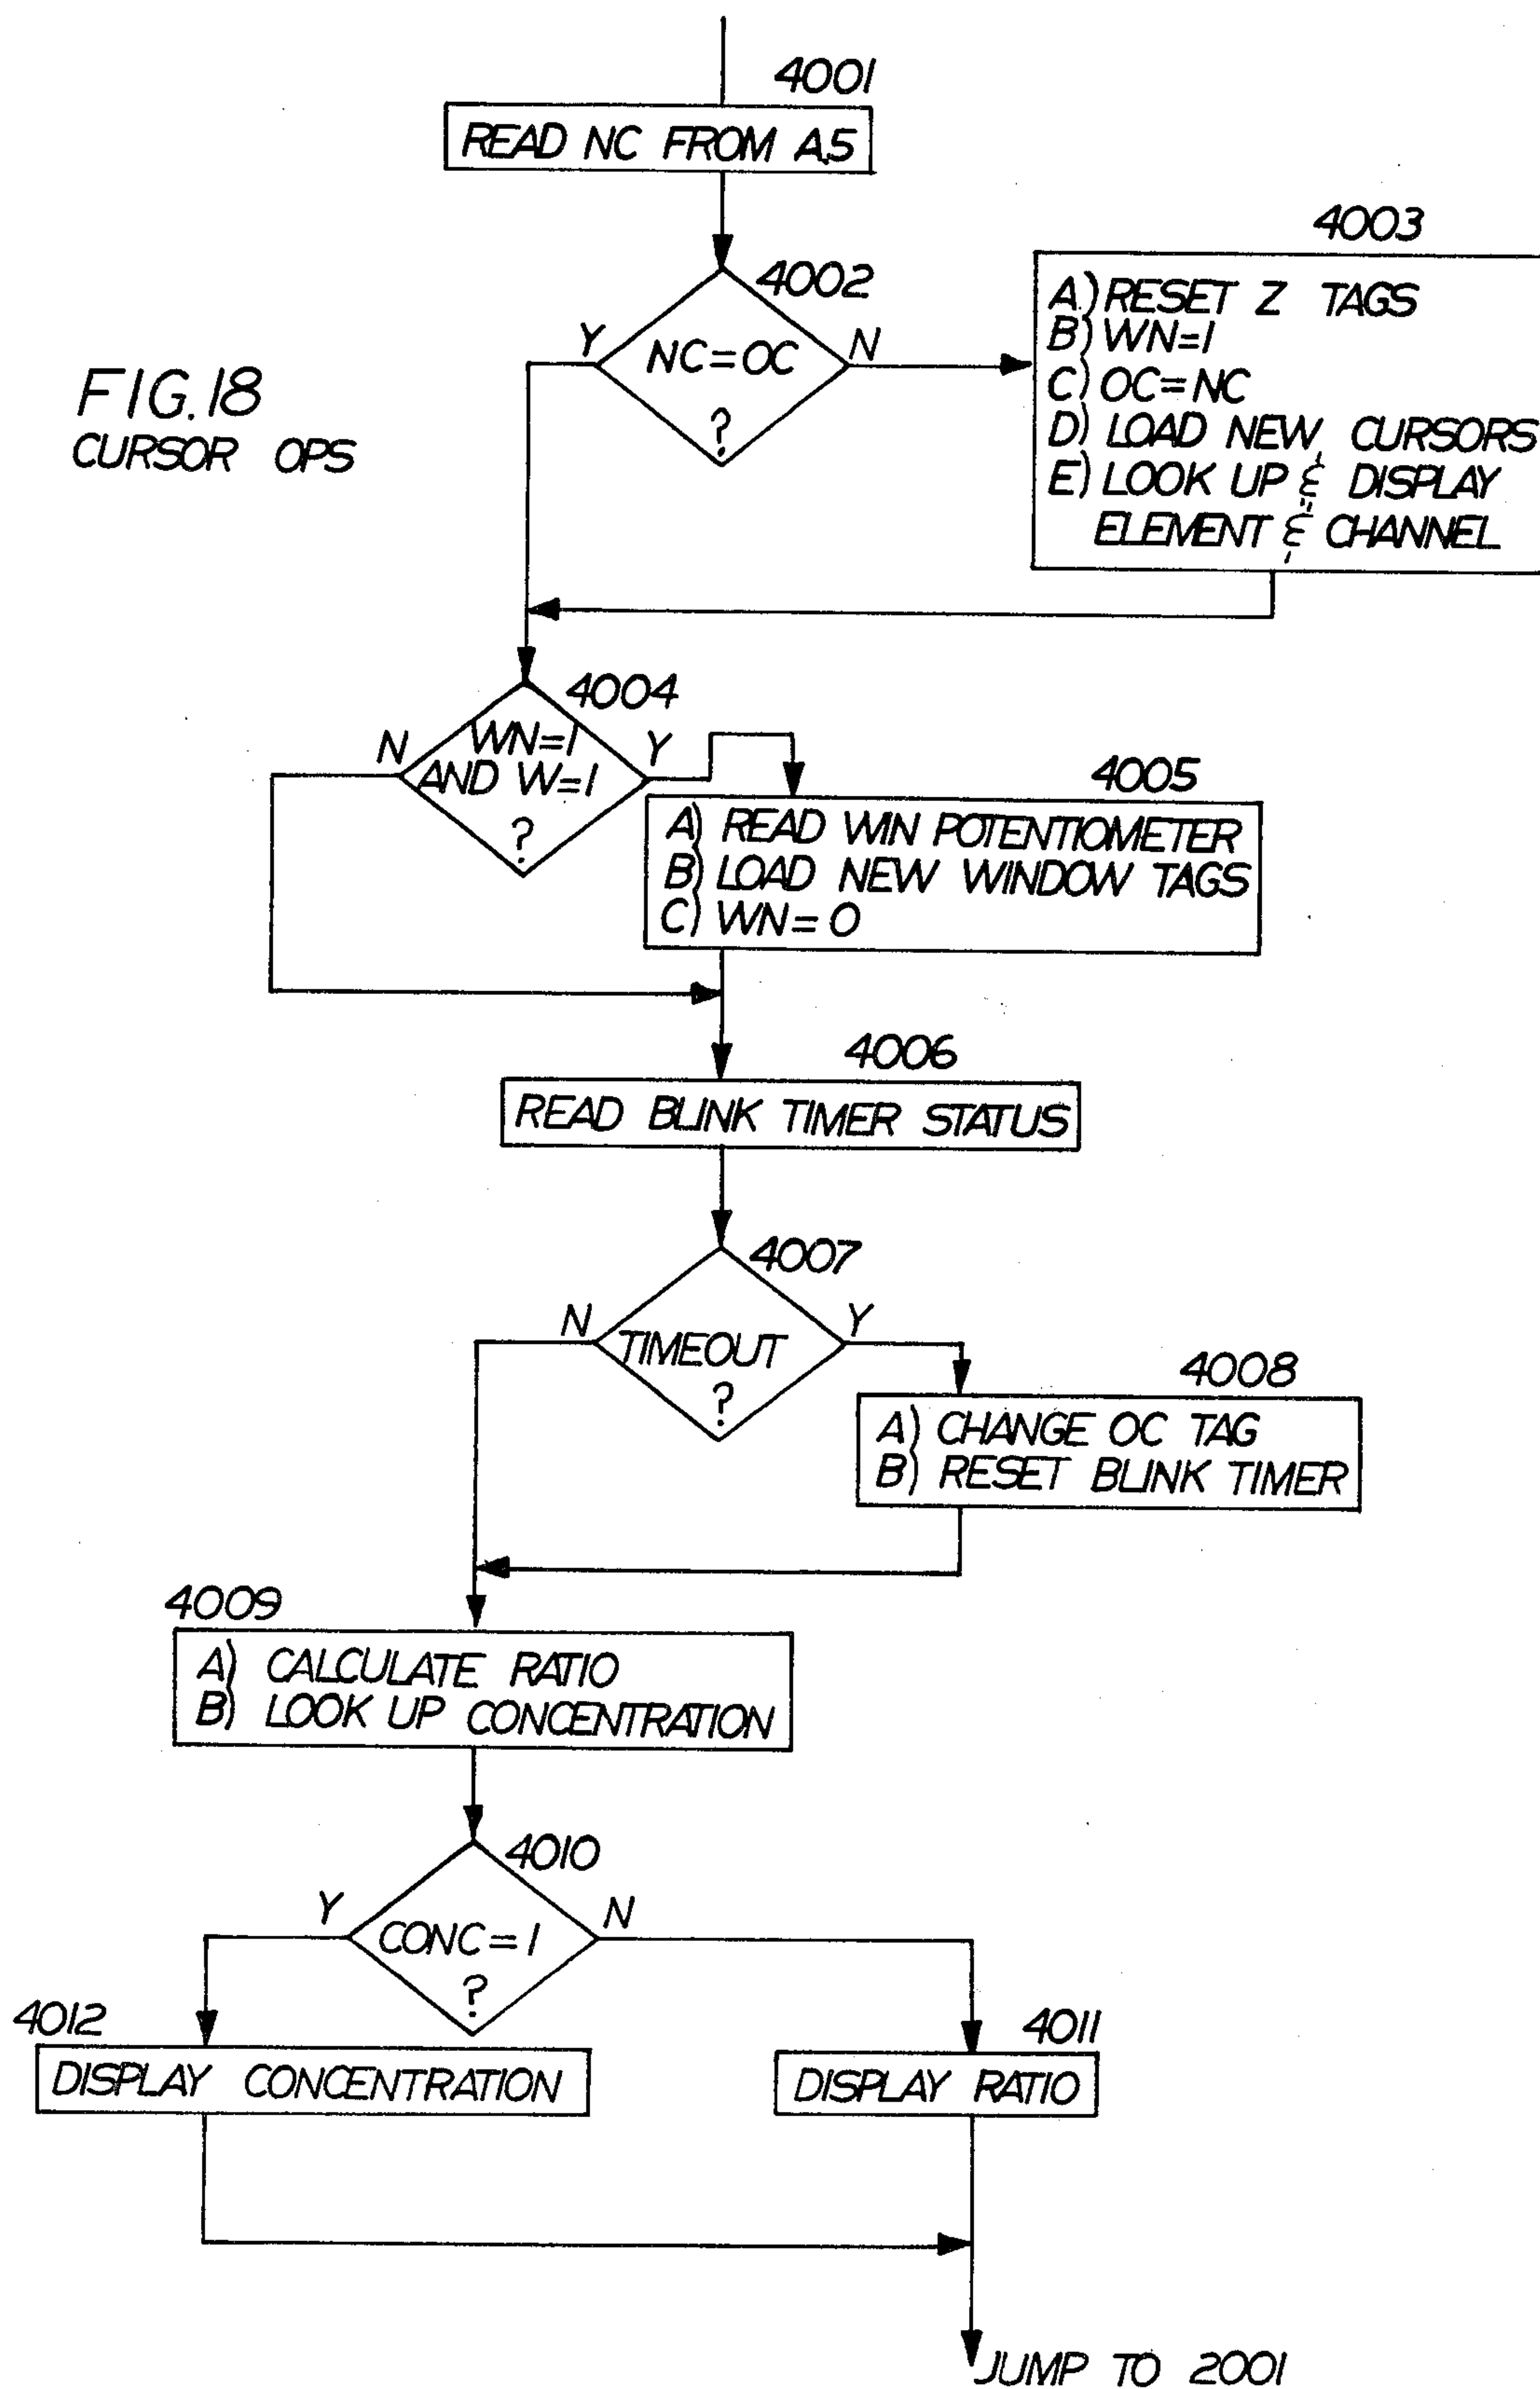 4001
READ NC FROM A.5
4002
Y
NC=OC
?
N
4003
A) RESET Z TAGS
B) WN=1
C) OC=NC
D) LOAD NEW CURSORS
E) LOOK UP & DISPLAY
ELEMENT & CHANNEL
FIG. 18
CURSOR OPS
4004
N
WN=1
AND W=1
?
Y
4005
A) READ WIN POTENTIOMETER
B) LOAD NEW WINDOW TAGS
C) WN=0
4006
READ BLINK TIMER STATUS
4007
N
TIMEOUT
?
Y
4008
A) CHANGE OC TAG
B) RESET BLINK TIMER
4009
A) CALCULATE RATIO
B) LOOK UP CONCENTRATION
4010
Y
CONC=1
?
N
4012
DISPLAY CONCENTRATION
4011
DISPLAY RATIO
JUMP TO 2001